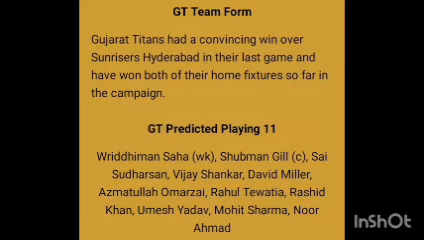 GT Team Form
Gujarat Titans had a convincing win over
Sunrisers Hyderabad in their last game and
have won both of their home fixtures so far in
the campaign.
GT Predicted Playing 11
Wriddhiman Saha (wk), Shubman Gill (c), Sai
Sudharsan, Vijay Shankar, David Miller,
Azmatullah Omarzai, Rahul Tewatia, Rashid
Khan, Umesh Yadav, Mohit Sharma, Noor
Ahmad
InShOt